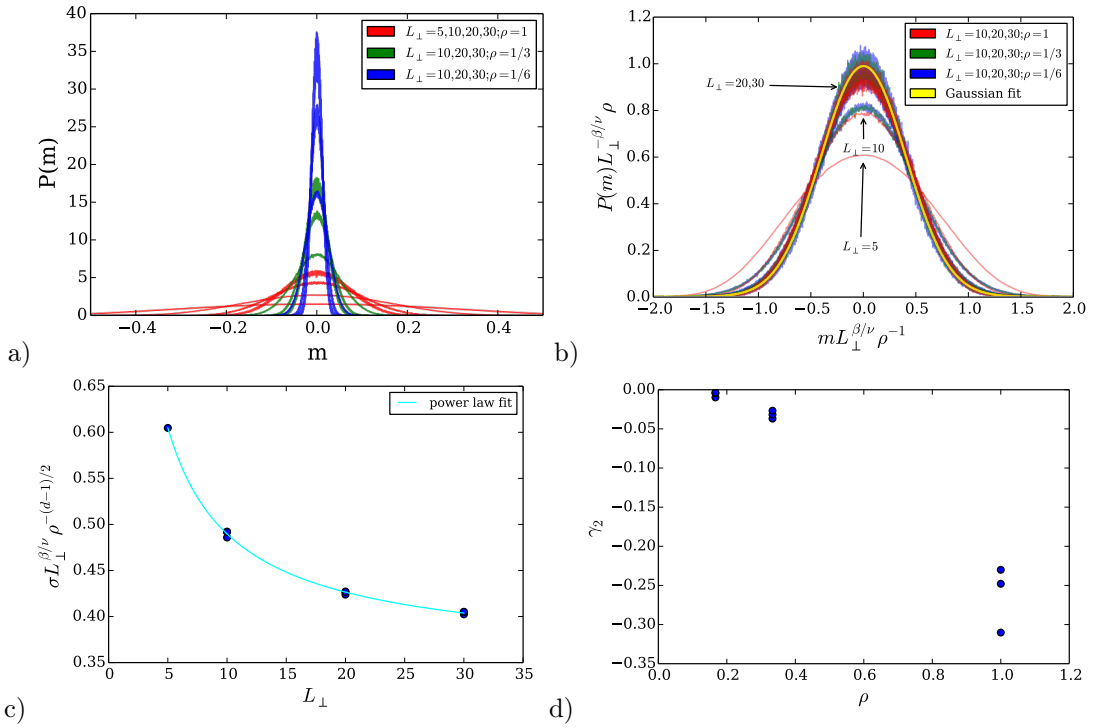 40
35
30
25
20
15
10
5
0
P(m)
−0.4 −0.2 0.0 0.2 0.4
m
L⊥=5,10,20,30;ρ=1
L⊥=10,20,30;ρ=1/3
L⊥=10,20,30;ρ=1/6
a)
1.2
1.0
0.8
0.6
0.4
0.2
0.0
P(m)L⊥^{−β/ν} ρ
−2.0 −1.5 −1.0 −0.5 0.0 0.5 1.0 1.5 2.0
mL⊥^{β/ν} ρ^{−1}
L⊥=10,20,30;ρ=1
L⊥=10,20,30;ρ=1/3
L⊥=10,20,30;ρ=1/6
Gaussian fit
L⊥=20,30
L⊥=10
L⊥=5
b)
0.65
0.60
0.55
0.50
0.45
0.40
0.35
σL⊥^{β/ν} ρ^{−(d−1)/2}
0 5 10 15 20 25 30 35
L⊥
power law fit
c)
0.00
−0.05
−0.10
−0.15
−0.20
−0.25
−0.30
−0.35
γ₂
0.0 0.2 0.4 0.6 0.8 1.0 1.2
ρ
d)